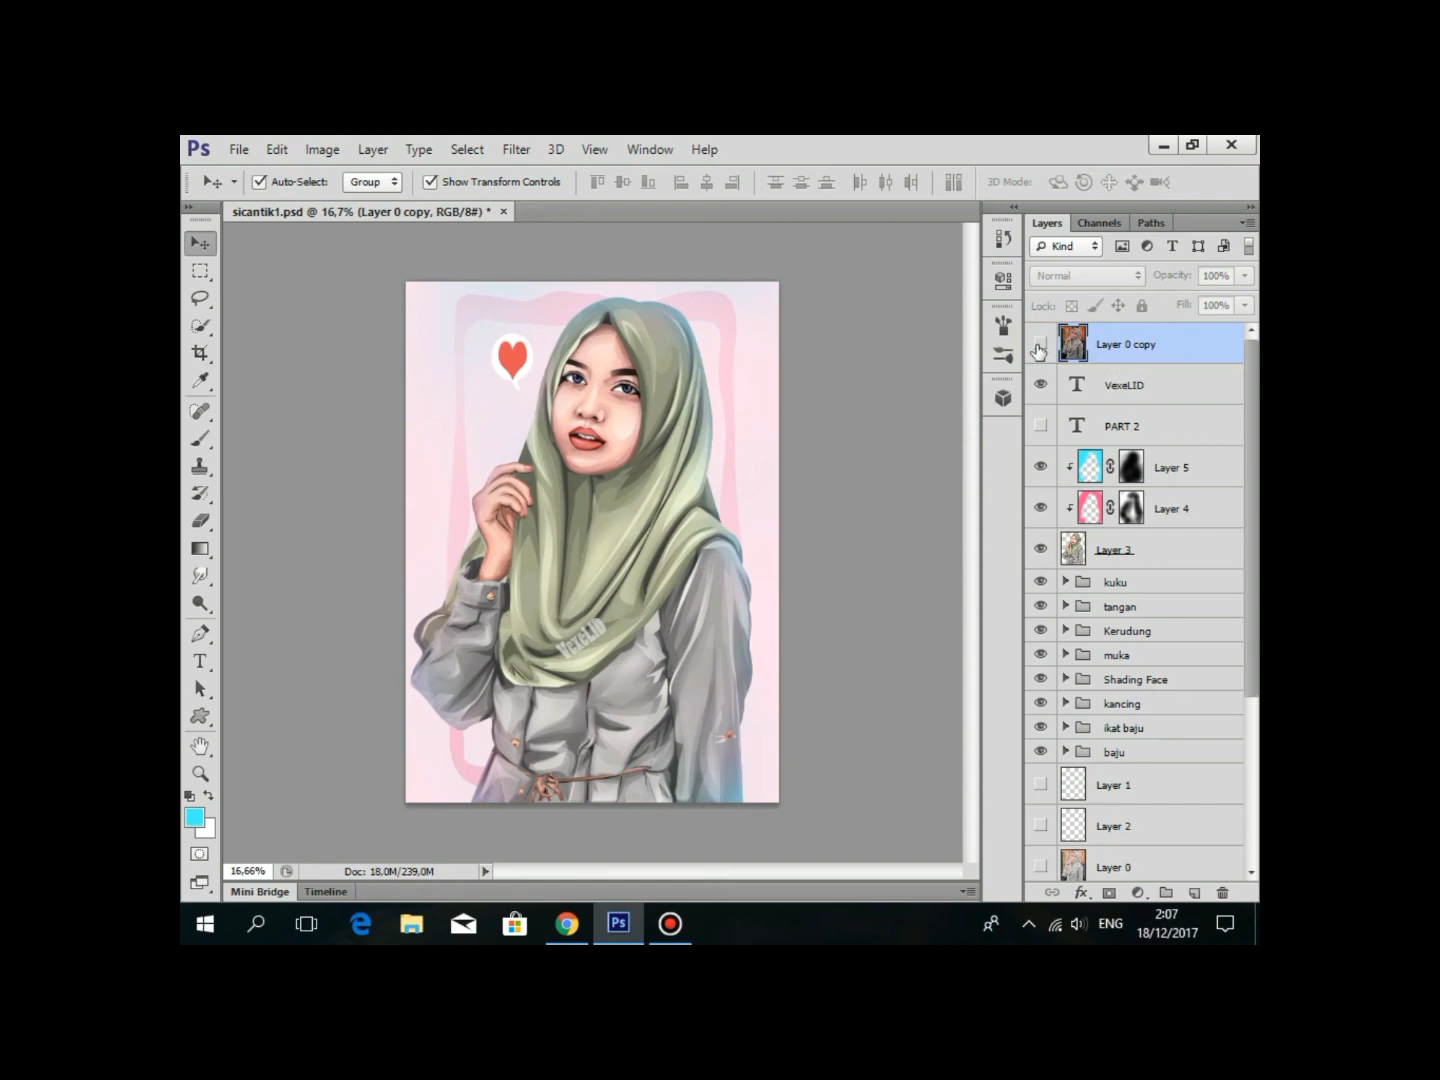 Ps File Edit Image Layer Type Select Filter 3D View Window Help
Auto-Select: Group Show Transform Controls 3D Mode:
sicantik1.psd @ 16,7% (Layer 0 copy, RGB/8#) * ×
Layers Channels Paths
Kind
Normal Opacity: 100%
Lock: Fill: 100%
Layer 0 copy
VexeLID
PART 2
Layer 5
Layer 4
Layer 3
kuku
tangan
Kerudung
muka
Shading Face
kancing
ikat baju
baju
Layer 1
Layer 2
Layer 0
VexeLID
16,66% Doc: 18,0M/239,0M
Mini Bridge Timeline
fx
Ps ENG 2:07
18/12/2017